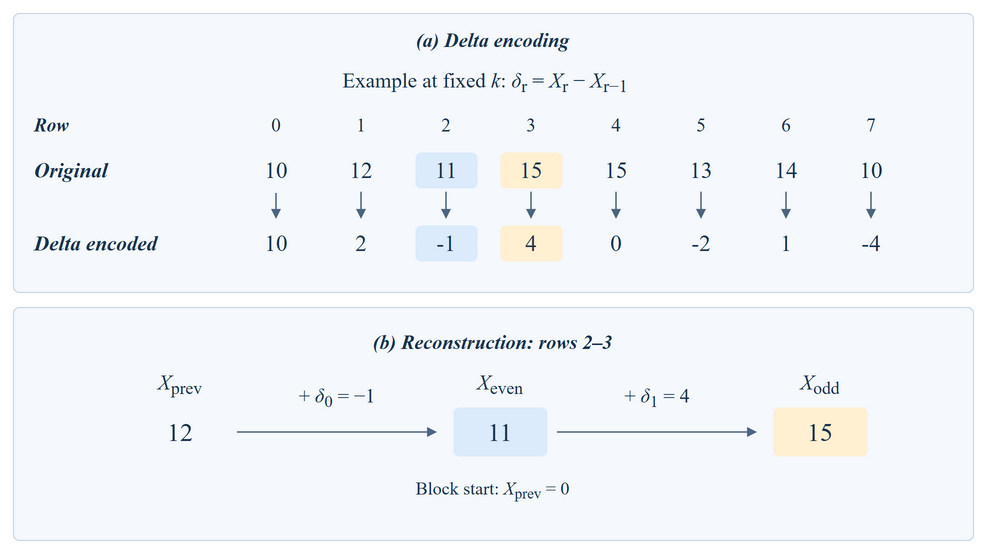 (a) Delta encoding
Example at fixed k: δr = Xr − Xr−1
Row 0 1 2 3 4 5 6 7
Original 10 12 11 15 15 13 14 10
Delta encoded 10 2 -1 4 0 -2 1 -4
(b) Reconstruction: rows 2–3
Xprev + δ0 = −1 Xeven + δ1 = 4 Xodd
12 11 15
Block start: Xprev = 0